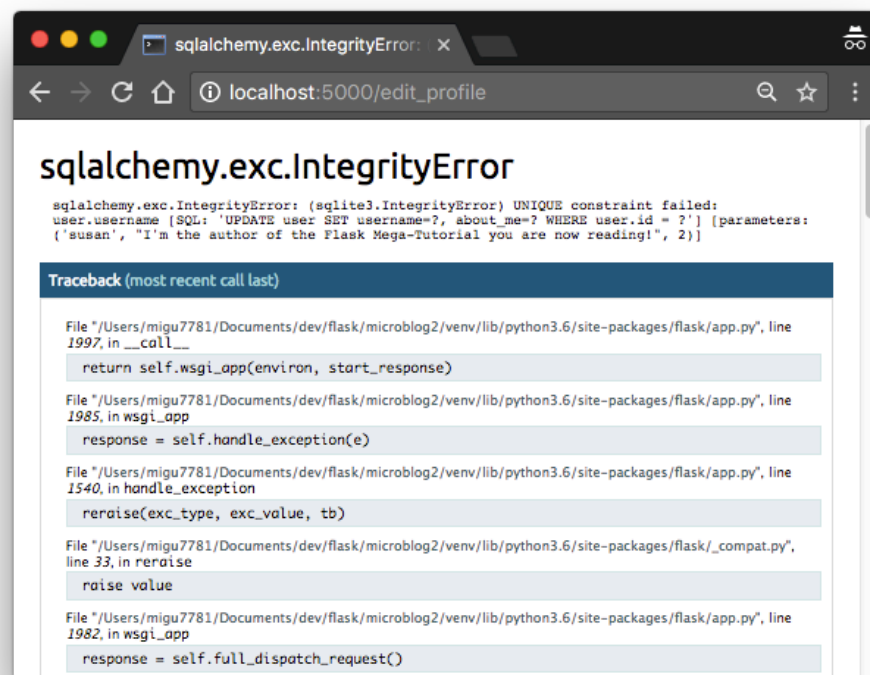 sqlalchemy.exc.IntegrityError: (
localhost:5000/edit_profile
sqlalchemy.exc.IntegrityError
sqlalchemy.exc.IntegrityError: (sqlite3.IntegrityError) UNIQUE constraint failed:
user.username [SQL: 'UPDATE user SET username=?, about_me=? WHERE user.id = ?'] [parameters:
('susan', "I'm the author of the Flask Mega-Tutorial you are now reading!", 2)]
Traceback (most recent call last)
File "/Users/migu7781/Documents/dev/flask/microblog2/venv/lib/python3.6/site-packages/flask/app.py", line
1997, in __call__
return self.wsgi_app(environ, start_response)
File "/Users/migu7781/Documents/dev/flask/microblog2/venv/lib/python3.6/site-packages/flask/app.py", line
1985, in wsgi_app
response = self.handle_exception(e)
File "/Users/migu7781/Documents/dev/flask/microblog2/venv/lib/python3.6/site-packages/flask/app.py", line
1540, in handle_exception
reraise(exc_type, exc_value, tb)
File "/Users/migu7781/Documents/dev/flask/microblog2/venv/lib/python3.6/site-packages/flask/_compat.py",
line 33, in reraise
raise value
File "/Users/migu7781/Documents/dev/flask/microblog2/venv/lib/python3.6/site-packages/flask/app.py", line
1982, in wsgi_app
response = self.full_dispatch_request()